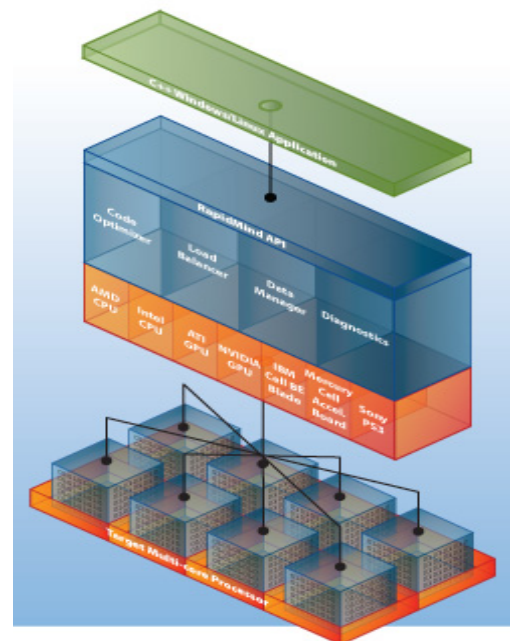 C++ Windows/Linux Application
RapidMind API
Code
Optimizer
Load
Balancer
Data
Manager
Diagnostics
AMD
CPU
Intel
CPU
ATI
GPU
NVIDIA
GPU
IBM
Cell BE
Blade
Mercury
Cell
Accel.
Board
Sony
PS3
Target Multi-core Processor